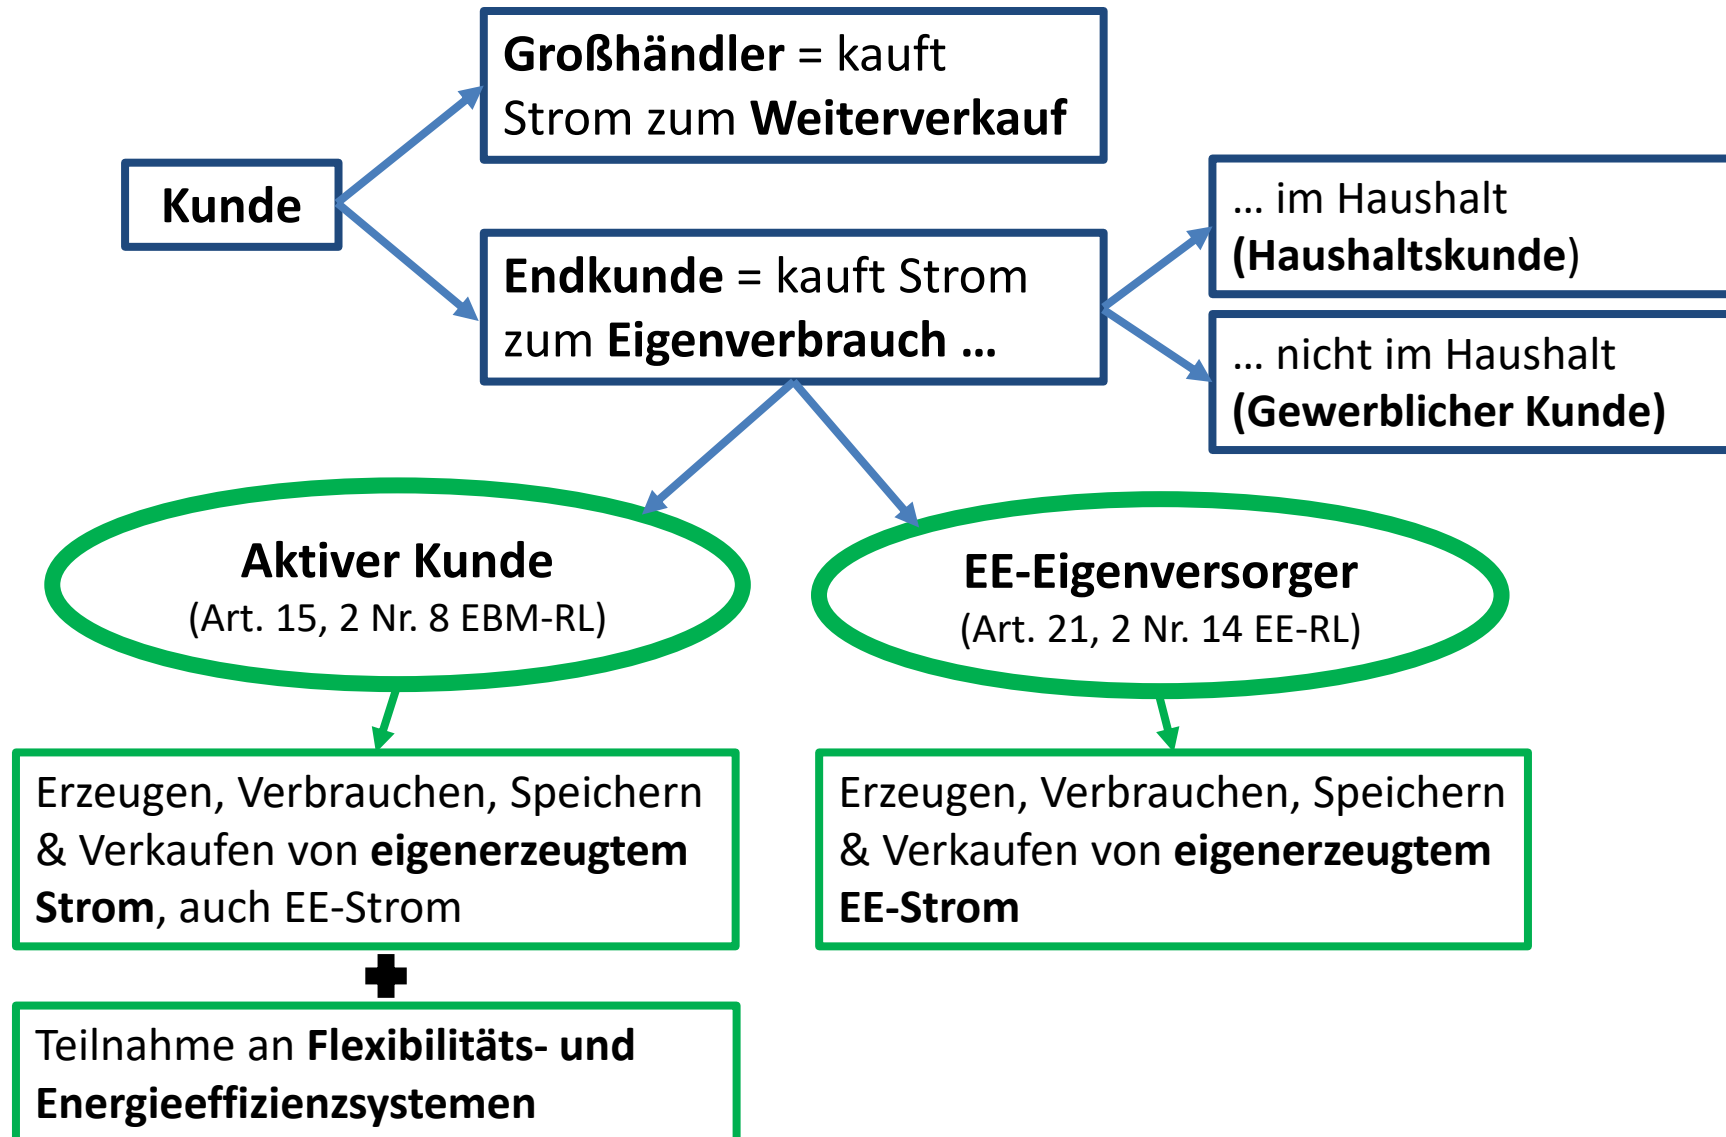 Großhändler = kauft
Strom zum Weiterverkauf
Kunde
Endkunde = kauft Strom
zum Eigenverbrauch ...
... im Haushalt
(Haushaltskunde)
... nicht im Haushalt
(Gewerblicher Kunde)
Aktiver Kunde
(Art. 15, 2 Nr. 8 EBM-RL)
EE-Eigenversorger
(Art. 21, 2 Nr. 14 EE-RL)
Erzeugen, Verbrauchen, Speichern
& Verkaufen von eigenerzeugtem
Strom, auch EE-Strom
Erzeugen, Verbrauchen, Speichern
& Verkaufen von eigenerzeugtem
EE-Strom
Teilnahme an Flexibilitäts- und
Energieeffizienzsystemen